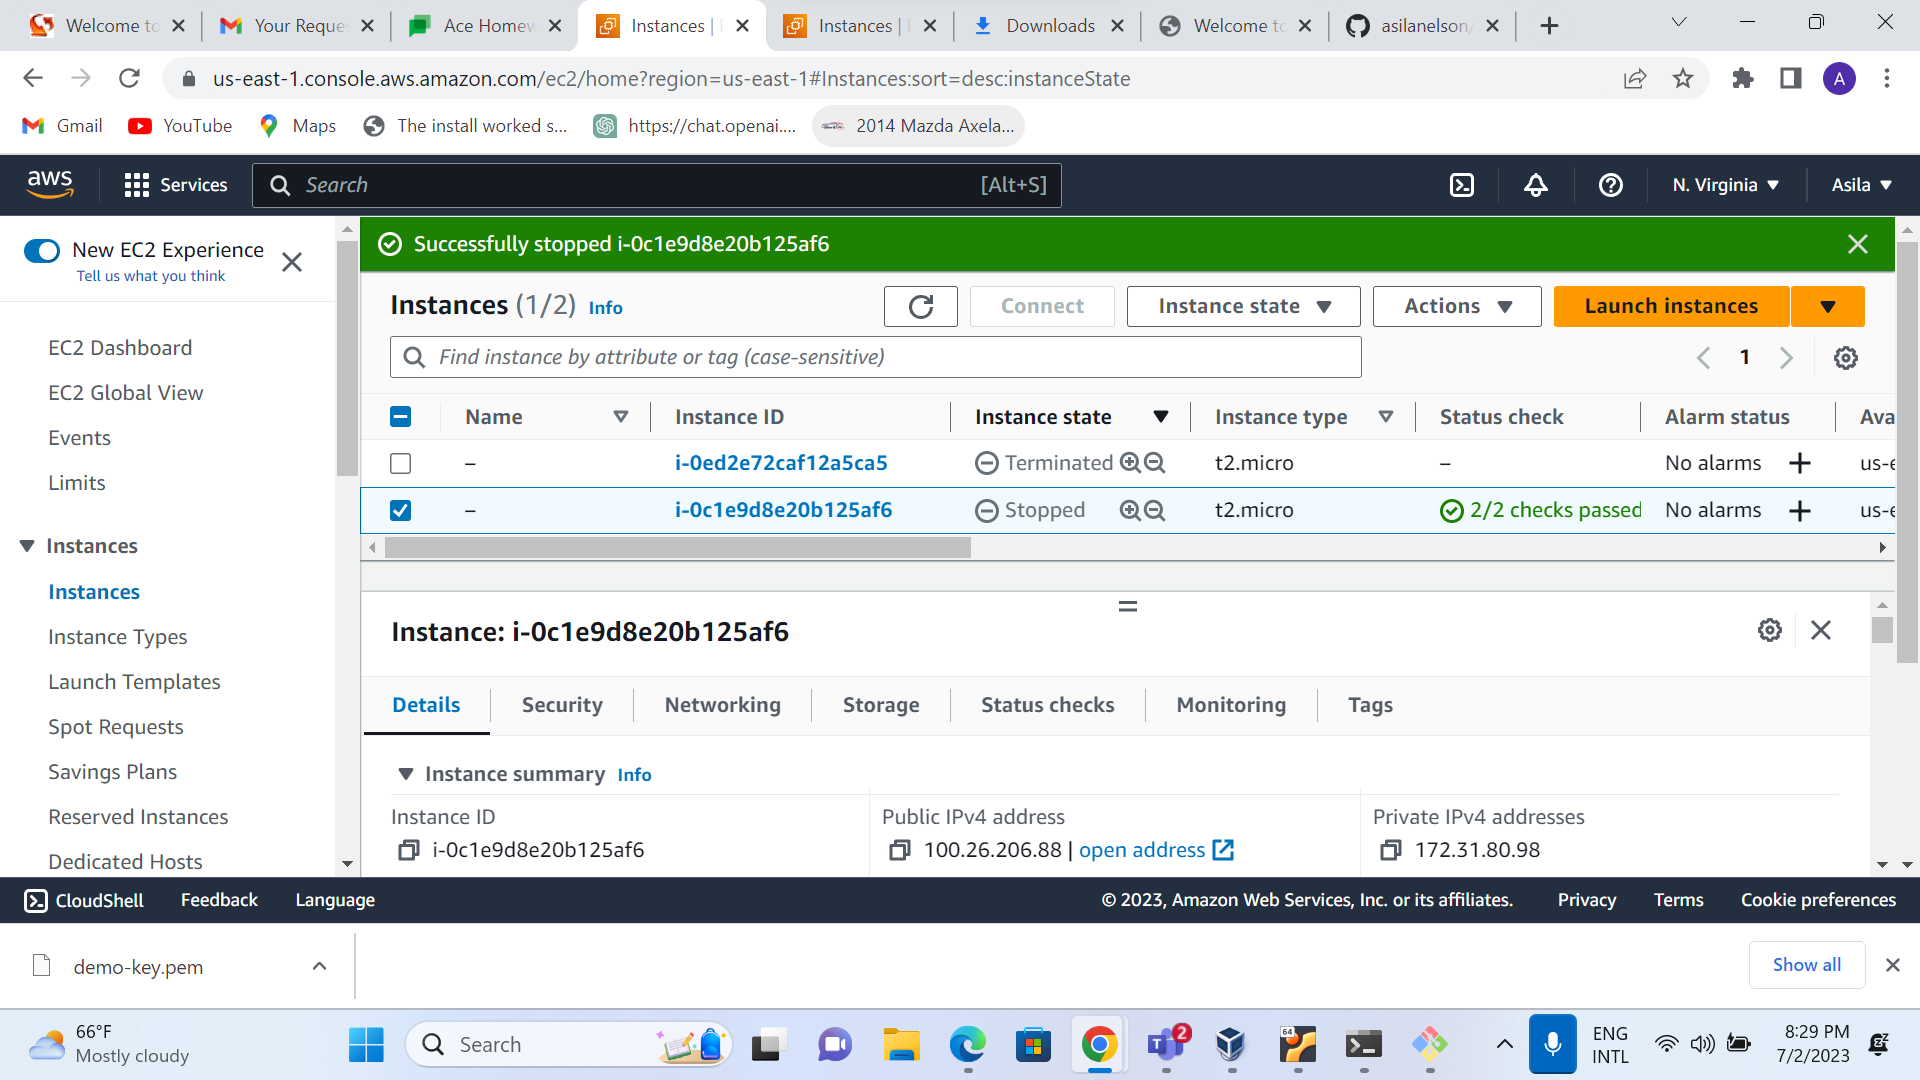 Welcome to
Your Reque
Ace Homew
Instances |
Instances |
Downloads
Welcome to
asilanelson/
us-east-1.console.aws.amazon.com/ec2/home?region=us-east-1#Instances:sort=desc:instanceState
A
Gmail
YouTube
Maps
The install worked s...
https://chat.openai....
2014 Mazda Axela...
aws
Services
Search
[Alt+S]
N. Virginia
Asila
New EC2 Experience
Tell us what you think
EC2 Dashboard
EC2 Global View
Events
Limits
Instances
Instances
Instance Types
Launch Templates
Spot Requests
Savings Plans
Reserved Instances
Dedicated Hosts
Successfully stopped i-0c1e9d8e20b125af6
Instances (1/2) Info
Connect
Instance state
Actions
Launch instances
Find instance by attribute or tag (case-sensitive)
1
Name Instance ID Instance state Instance type Status check Alarm status Ava
– i-0ed2e72caf12a5ca5 Terminated t2.micro – No alarms + us-e
– i-0c1e9d8e20b125af6 Stopped t2.micro 2/2 checks passed No alarms + us-e
Instance: i-0c1e9d8e20b125af6
Details Security Networking Storage Status checks Monitoring Tags
Instance summary Info
Instance ID
i-0c1e9d8e20b125af6
Public IPv4 address
100.26.206.88 | open address
Private IPv4 addresses
172.31.80.98
CloudShell Feedback Language
© 2023, Amazon Web Services, Inc. or its affiliates. Privacy Terms Cookie preferences
demo-key.pem
Show all
66°F
Mostly cloudy
Search
2
64
ENG
INTL
8:29 PM
7/2/2023